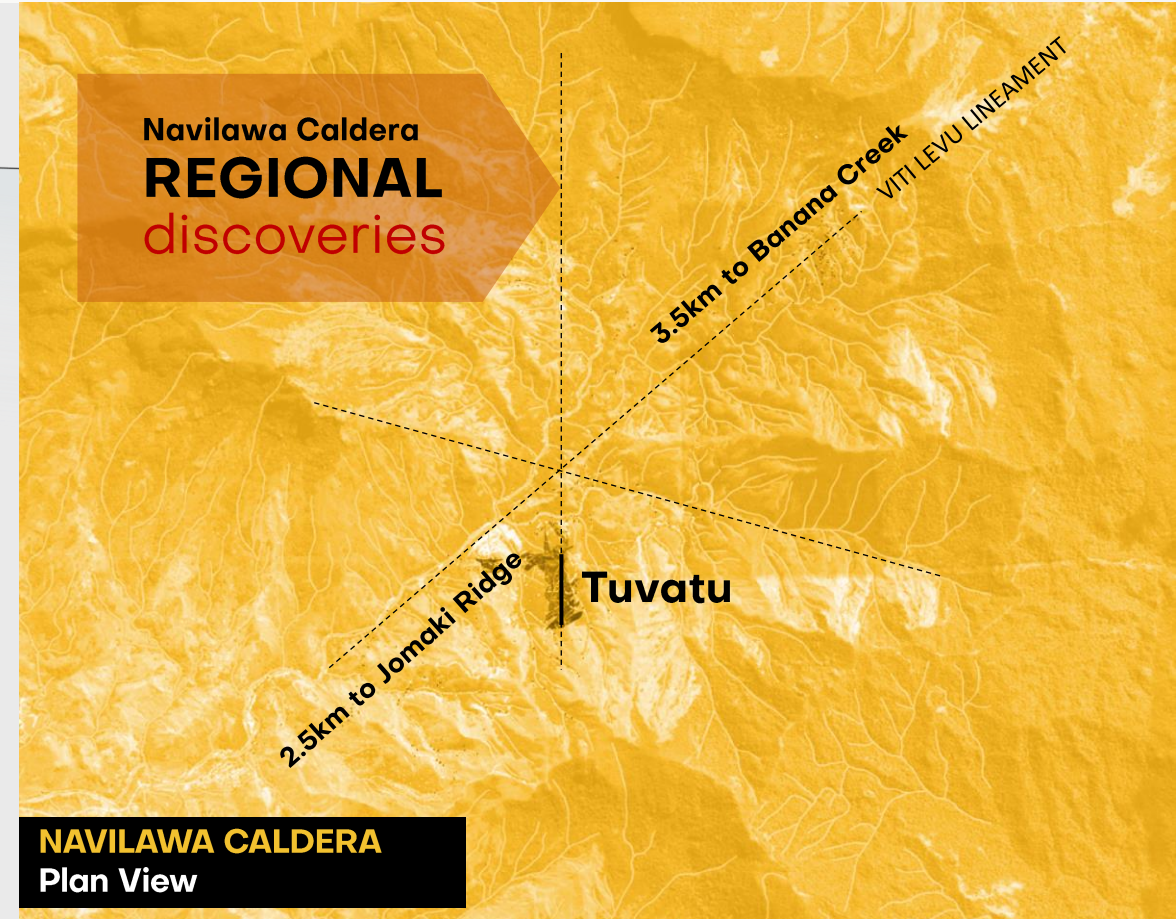 Navilawa Caldera
REGIONAL
discoveries
3.5km to Banana Creek
VITI LEVU LINEAMENT
2.5km to Jomaki Ridge
Tuvatu
NAVILAWA CALDERA
Plan View